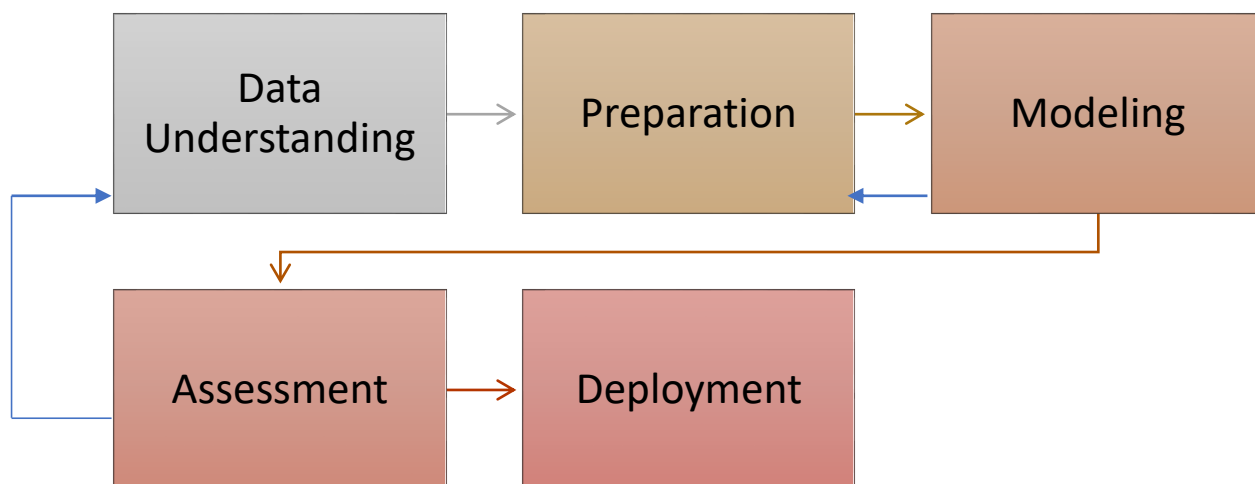 Data
Understanding
Preparation
Modeling
Assessment
Deployment